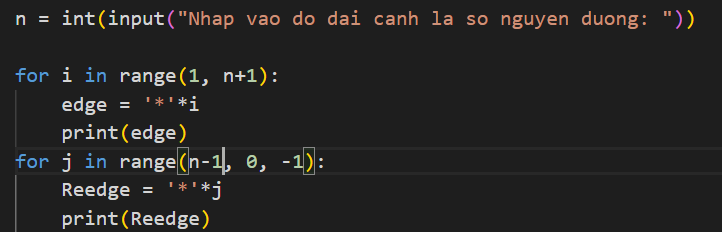 n = int(input("Nhap vao do dai canh la so nguyen duong: "))
for i in range(1, n+1):
    edge = '*'*i
    print(edge)
for j in range(n-1, 0, -1):
    Reedge = '*'*j
    print(Reedge)